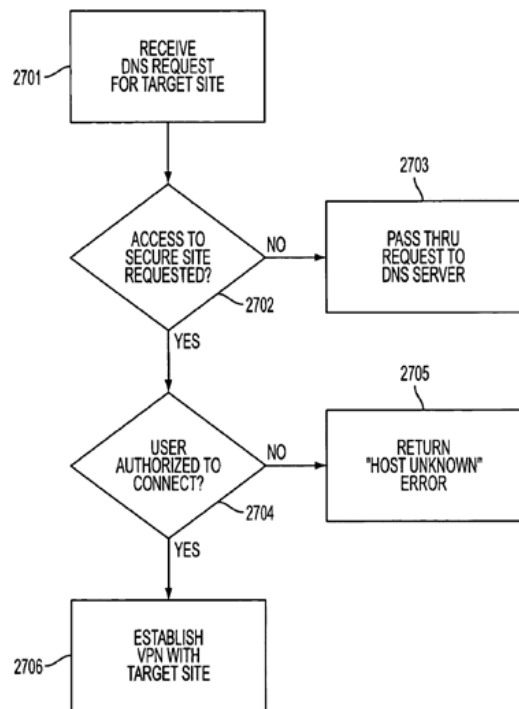 RECEIVE
DNS REQUEST
FOR TARGET SITE
2701
ACCESS TO
SECURE SITE
REQUESTED?
2702
NO
2703
PASS THRU
REQUEST TO
DNS SERVER
YES
USER
AUTHORIZED TO
CONNECT?
2704
NO
2705
RETURN
"HOST UNKNOWN"
ERROR
YES
ESTABLISH
VPN WITH
TARGET SITE
2706